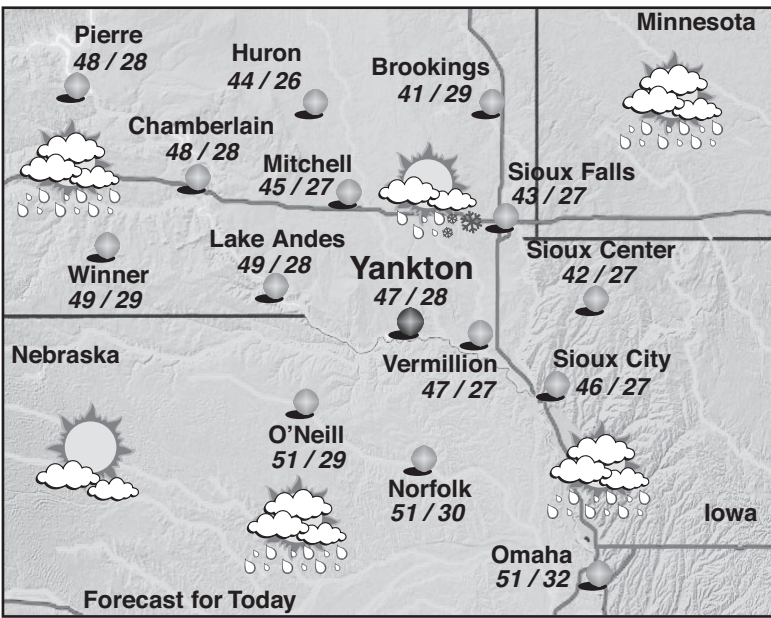 Minnesota
Pierre
48 / 28
Huron
44 / 26
Brookings
41 / 29
Chamberlain
48 / 28
Mitchell
45 / 27
Sioux Falls
43 / 27
Lake Andes
49 / 28
Winner
49 / 29
Yankton
47 / 28
Sioux Center
42 / 27
Nebraska
Vermillion
47 / 27
Sioux City
46 / 27
O'Neill
51 / 29
Norfolk
51 / 30
Iowa
Omaha
51 / 32
Forecast for Today